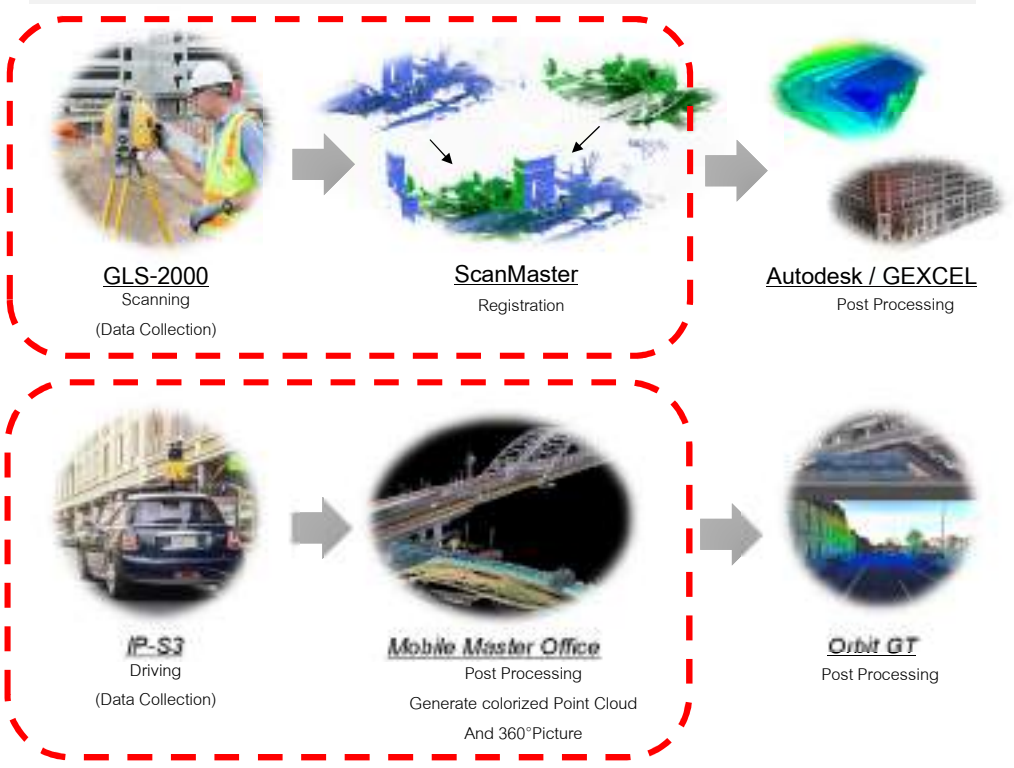 GLS-2000
Scanning
(Data Collection)
ScanMaster
Registration
Autodesk / GEXCEL
Post Processing
IP-S3
Driving
(Data Collection)
Mobile Master Office
Post Processing
Generate colorized Point Cloud
And 360°Picture
Orbit GT
Post Processing